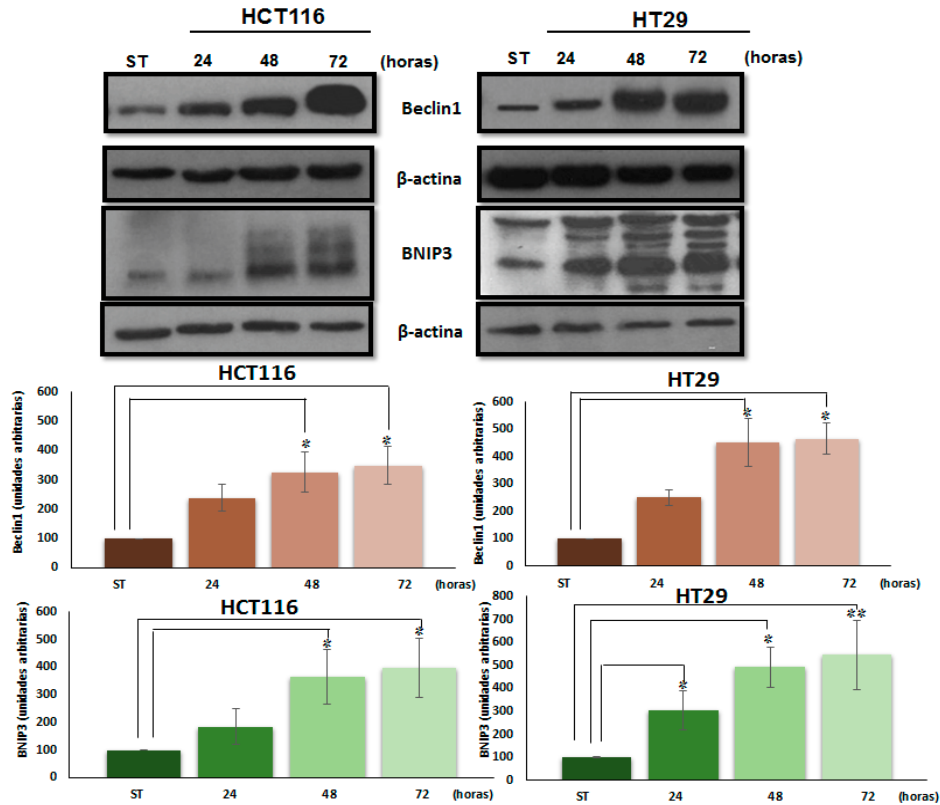 HCT116
HT29
ST 24 48 72 (horas)
ST 24 48 72 (horas)
Beclin1
β-actina
BNIP3
β-actina
HCT116
Beclin1 (unidades arbitrarias)
600
500
400
300
200
100
0
* *
ST 24 48 72 (horas)
HT29
Beclin1 (unidades arbitrarias)
600
500
400
300
200
100
0
* *
ST 24 48 72 (horas)
HCT116
BNIP3 (unidades arbitrarias)
600
500
400
300
200
100
0
* *
ST 24 48 72 (horas)
HT29
BNIP3 (unidades arbitrarias)
800
700
600
500
400
300
200
100
0
* * **
ST 24 48 72 (horas)